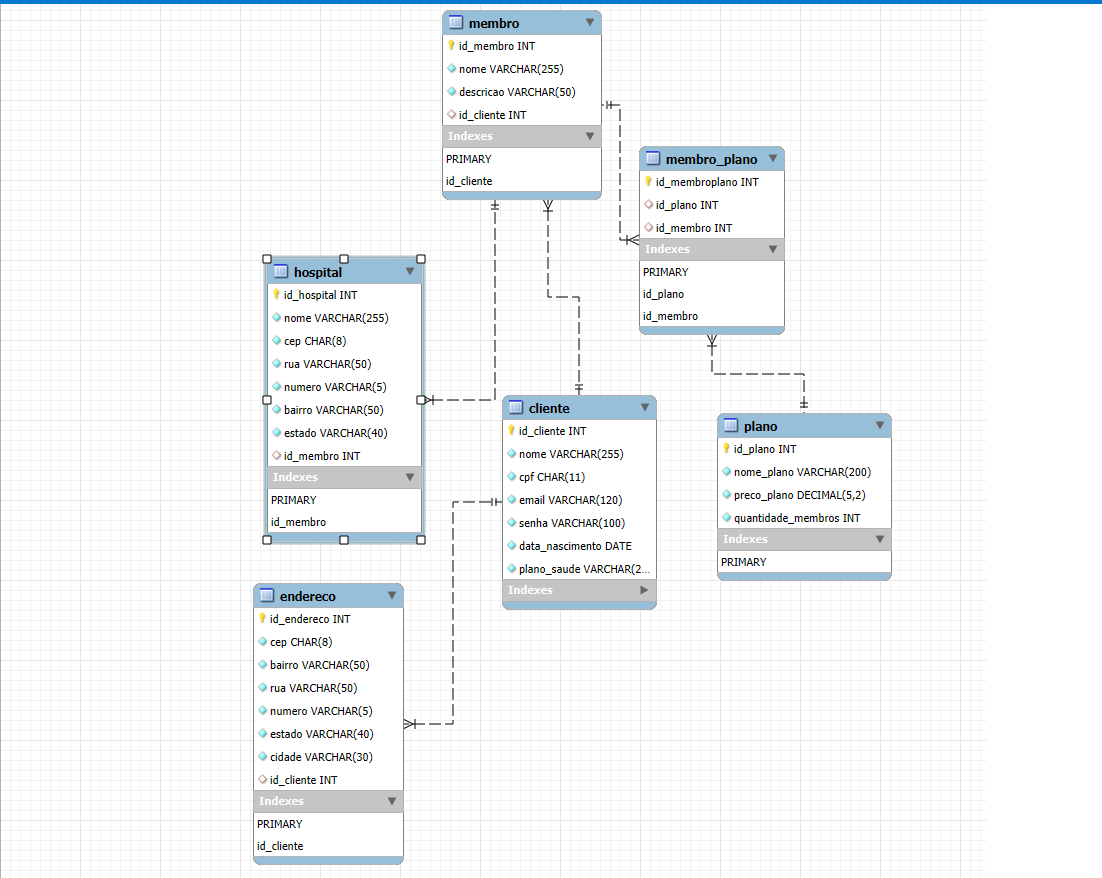 membro
id_membro INT
nome VARCHAR(255)
descricao VARCHAR(50)
id_cliente INT
Indexes
PRIMARY
id_cliente
membro_plano
id_membroplano INT
id_plano INT
id_membro INT
Indexes
PRIMARY
id_plano
id_membro
hospital
id_hospital INT
nome VARCHAR(255)
cep CHAR(8)
rua VARCHAR(50)
numero VARCHAR(5)
bairro VARCHAR(50)
estado VARCHAR(40)
id_membro INT
Indexes
PRIMARY
id_membro
cliente
id_cliente INT
nome VARCHAR(255)
cpf CHAR(11)
email VARCHAR(120)
senha VARCHAR(100)
data_nascimento DATE
plano_saude VARCHAR(2...
Indexes
plano
id_plano INT
nome_plano VARCHAR(200)
preco_plano DECIMAL(5,2)
quantidade_membros INT
Indexes
PRIMARY
endereco
id_endereco INT
cep CHAR(8)
bairro VARCHAR(50)
rua VARCHAR(50)
numero VARCHAR(5)
estado VARCHAR(40)
cidade VARCHAR(30)
id_cliente INT
Indexes
PRIMARY
id_cliente